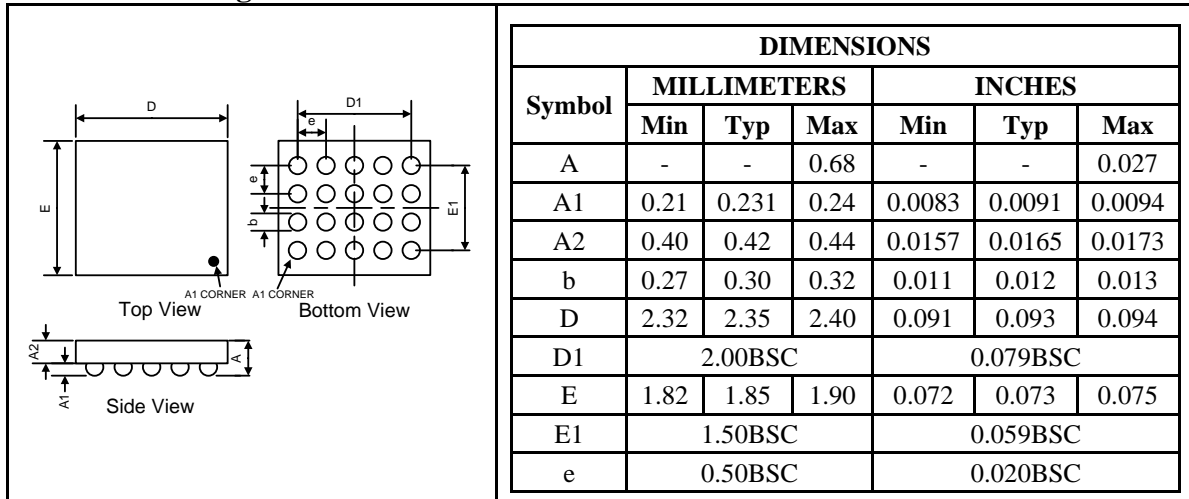 D
E
A1 CORNER
Top View
D1
e
e
b
E1
A1 CORNER
Bottom View
A2
A1
A
Side View
DIMENSIONS
Symbol MILLIMETERS INCHES
Min Typ Max Min Typ Max
A - - 0.68 - - 0.027
A1 0.21 0.231 0.24 0.0083 0.0091 0.0094
A2 0.40 0.42 0.44 0.0157 0.0165 0.0173
b 0.27 0.30 0.32 0.011 0.012 0.013
D 2.32 2.35 2.40 0.091 0.093 0.094
D1 2.00BSC 0.079BSC
E 1.82 1.85 1.90 0.072 0.073 0.075
E1 1.50BSC 0.059BSC
e 0.50BSC 0.020BSC